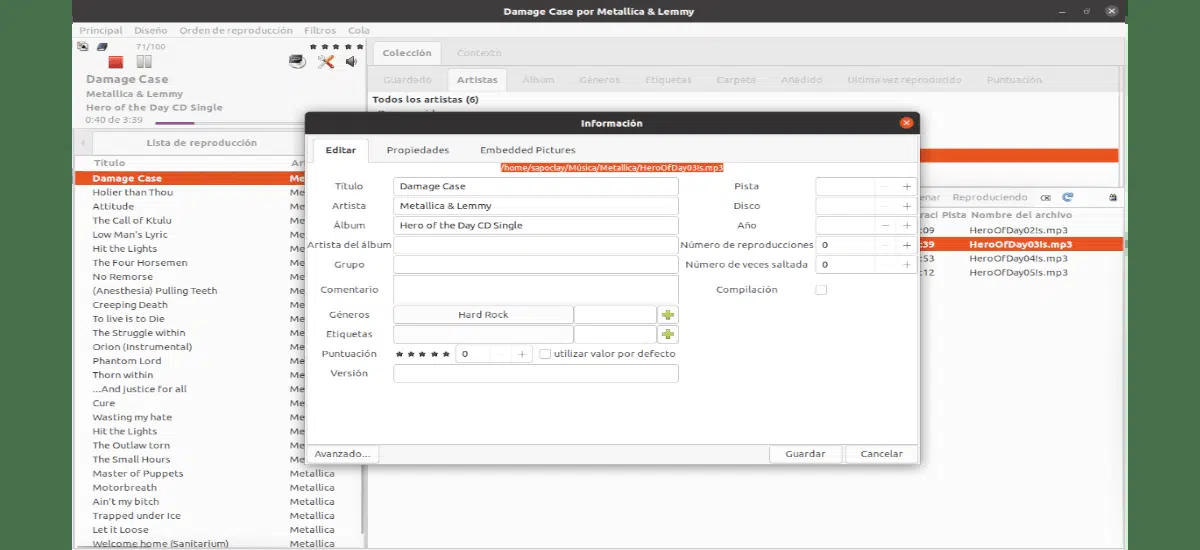 Damage Case por Metallica & Lemmy
Principal Diseño Orden de reproducción Filtros Cola
71/100
Damage Case
Metallica & Lemmy
Hero of the Day CD Single
0:40 de 3:39
Lista de reproducción
Título
Damage Case Me
Holier than Thou Me
Attitude Me
The Call of Ktulu Me
Low Man's Lyric Me
Hit the Lights Me
The Four Horsemen Me
No Remorse Me
(Anesthesia) Pulling Teeth Me
Creeping Death Me
To live is to Die Me
The Struggle within Me
Orion (Instrumental) Me
Phantom Lord Me
Thorn within Me
...And justice for all Me
Cure Me
Wasting my hate Me
Hit the Lights Me
The Outlaw torn Me
The Small Hours Me
Master of Puppets Metallica
Motorbreath Metallica
Ain't my bitch Metallica
Trapped under Ice Metallica
Let it Loose Metallica
Welcome home (Sanitarium) Metallica
Colección Contexto
Guardado Artistas Álbum Géneros Etiquetas Carpeta Añadido Ultima vez reproducido Puntuación
Todos los artistas (6)
Información
Editar Propiedades Embedded Pictures
/home/sapoclay/Música/Metallica/HeroOfDay03!s.mp3
Título Damage Case Pista
Artista Metallica & Lemmy Disco
Álbum Hero of the Day CD Single Año
Artista del álbum Número de reproducciones 0
Grupo Número de veces saltada 0
Comentario Compilación
Géneros Hard Rock
Etiquetas
Puntuación 0 utilizar valor por defecto
Versión
Avanzado... Guardar Cancelar
enar Reproduciendo
raci Pista Nombre del archivo
:09 HeroOfDay02!s.mp3
:39 HeroOfDay03!s.mp3
:53 HeroOfDay04!s.mp3
:12 HeroOfDay05!s.mp3